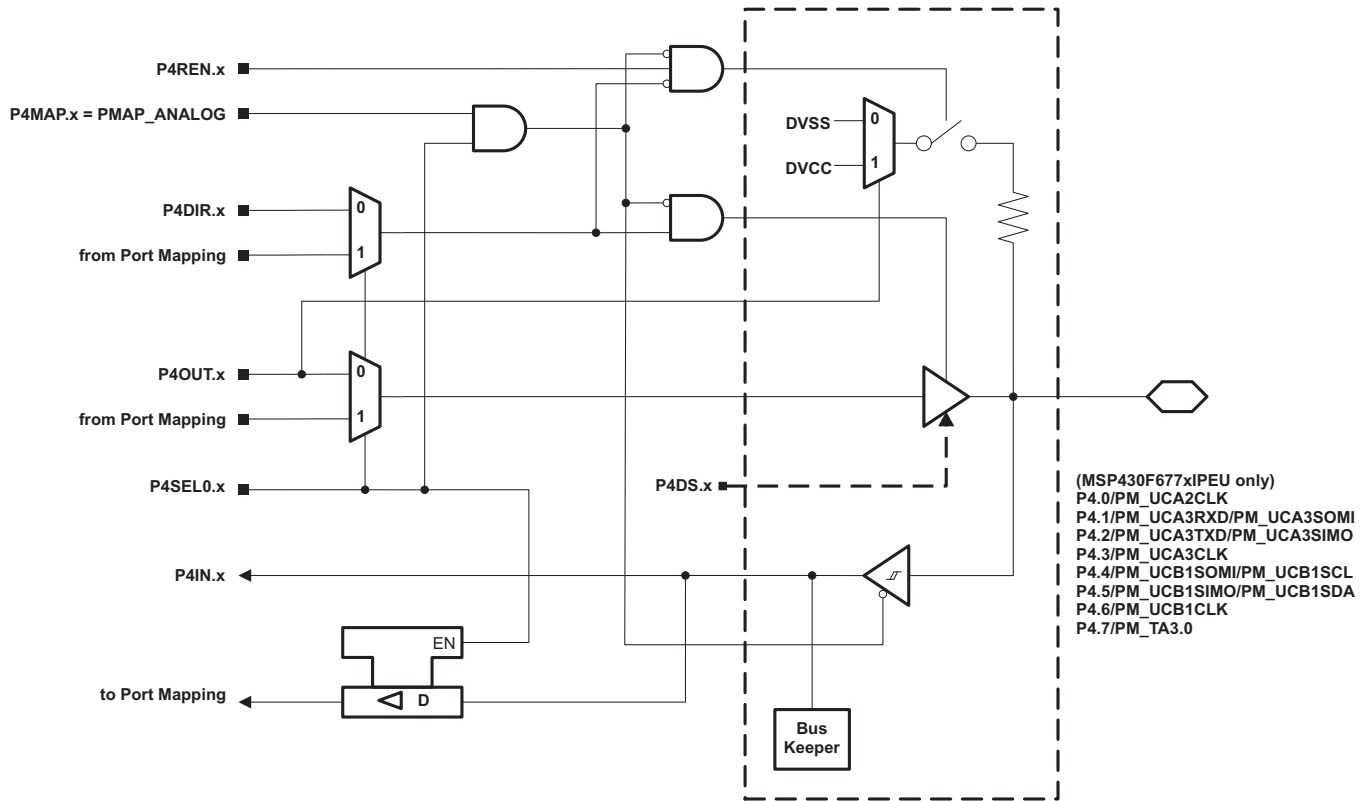 P4REN.x
P4MAP.x = PMAP_ANALOG
DVSS
0
DVCC
1
P4DIR.x
0
from Port Mapping
1
P4OUT.x
0
from Port Mapping
1
P4SEL0.x
P4DS.x
(MSP430F677xIPEU only)
P4.0/PM_UCA2CLK
P4.1/PM_UCA3RXD/PM_UCA3SOMI
P4.2/PM_UCA3TXD/PM_UCA3SIMO
P4.3/PM_UCA3CLK
P4.4/PM_UCB1SOMI/PM_UCB1SCL
P4.5/PM_UCB1SIMO/PM_UCB1SDA
P4.6/PM_UCB1CLK
P4.7/PM_TA3.0
P4IN.x
EN
to Port Mapping
D
Bus
Keeper